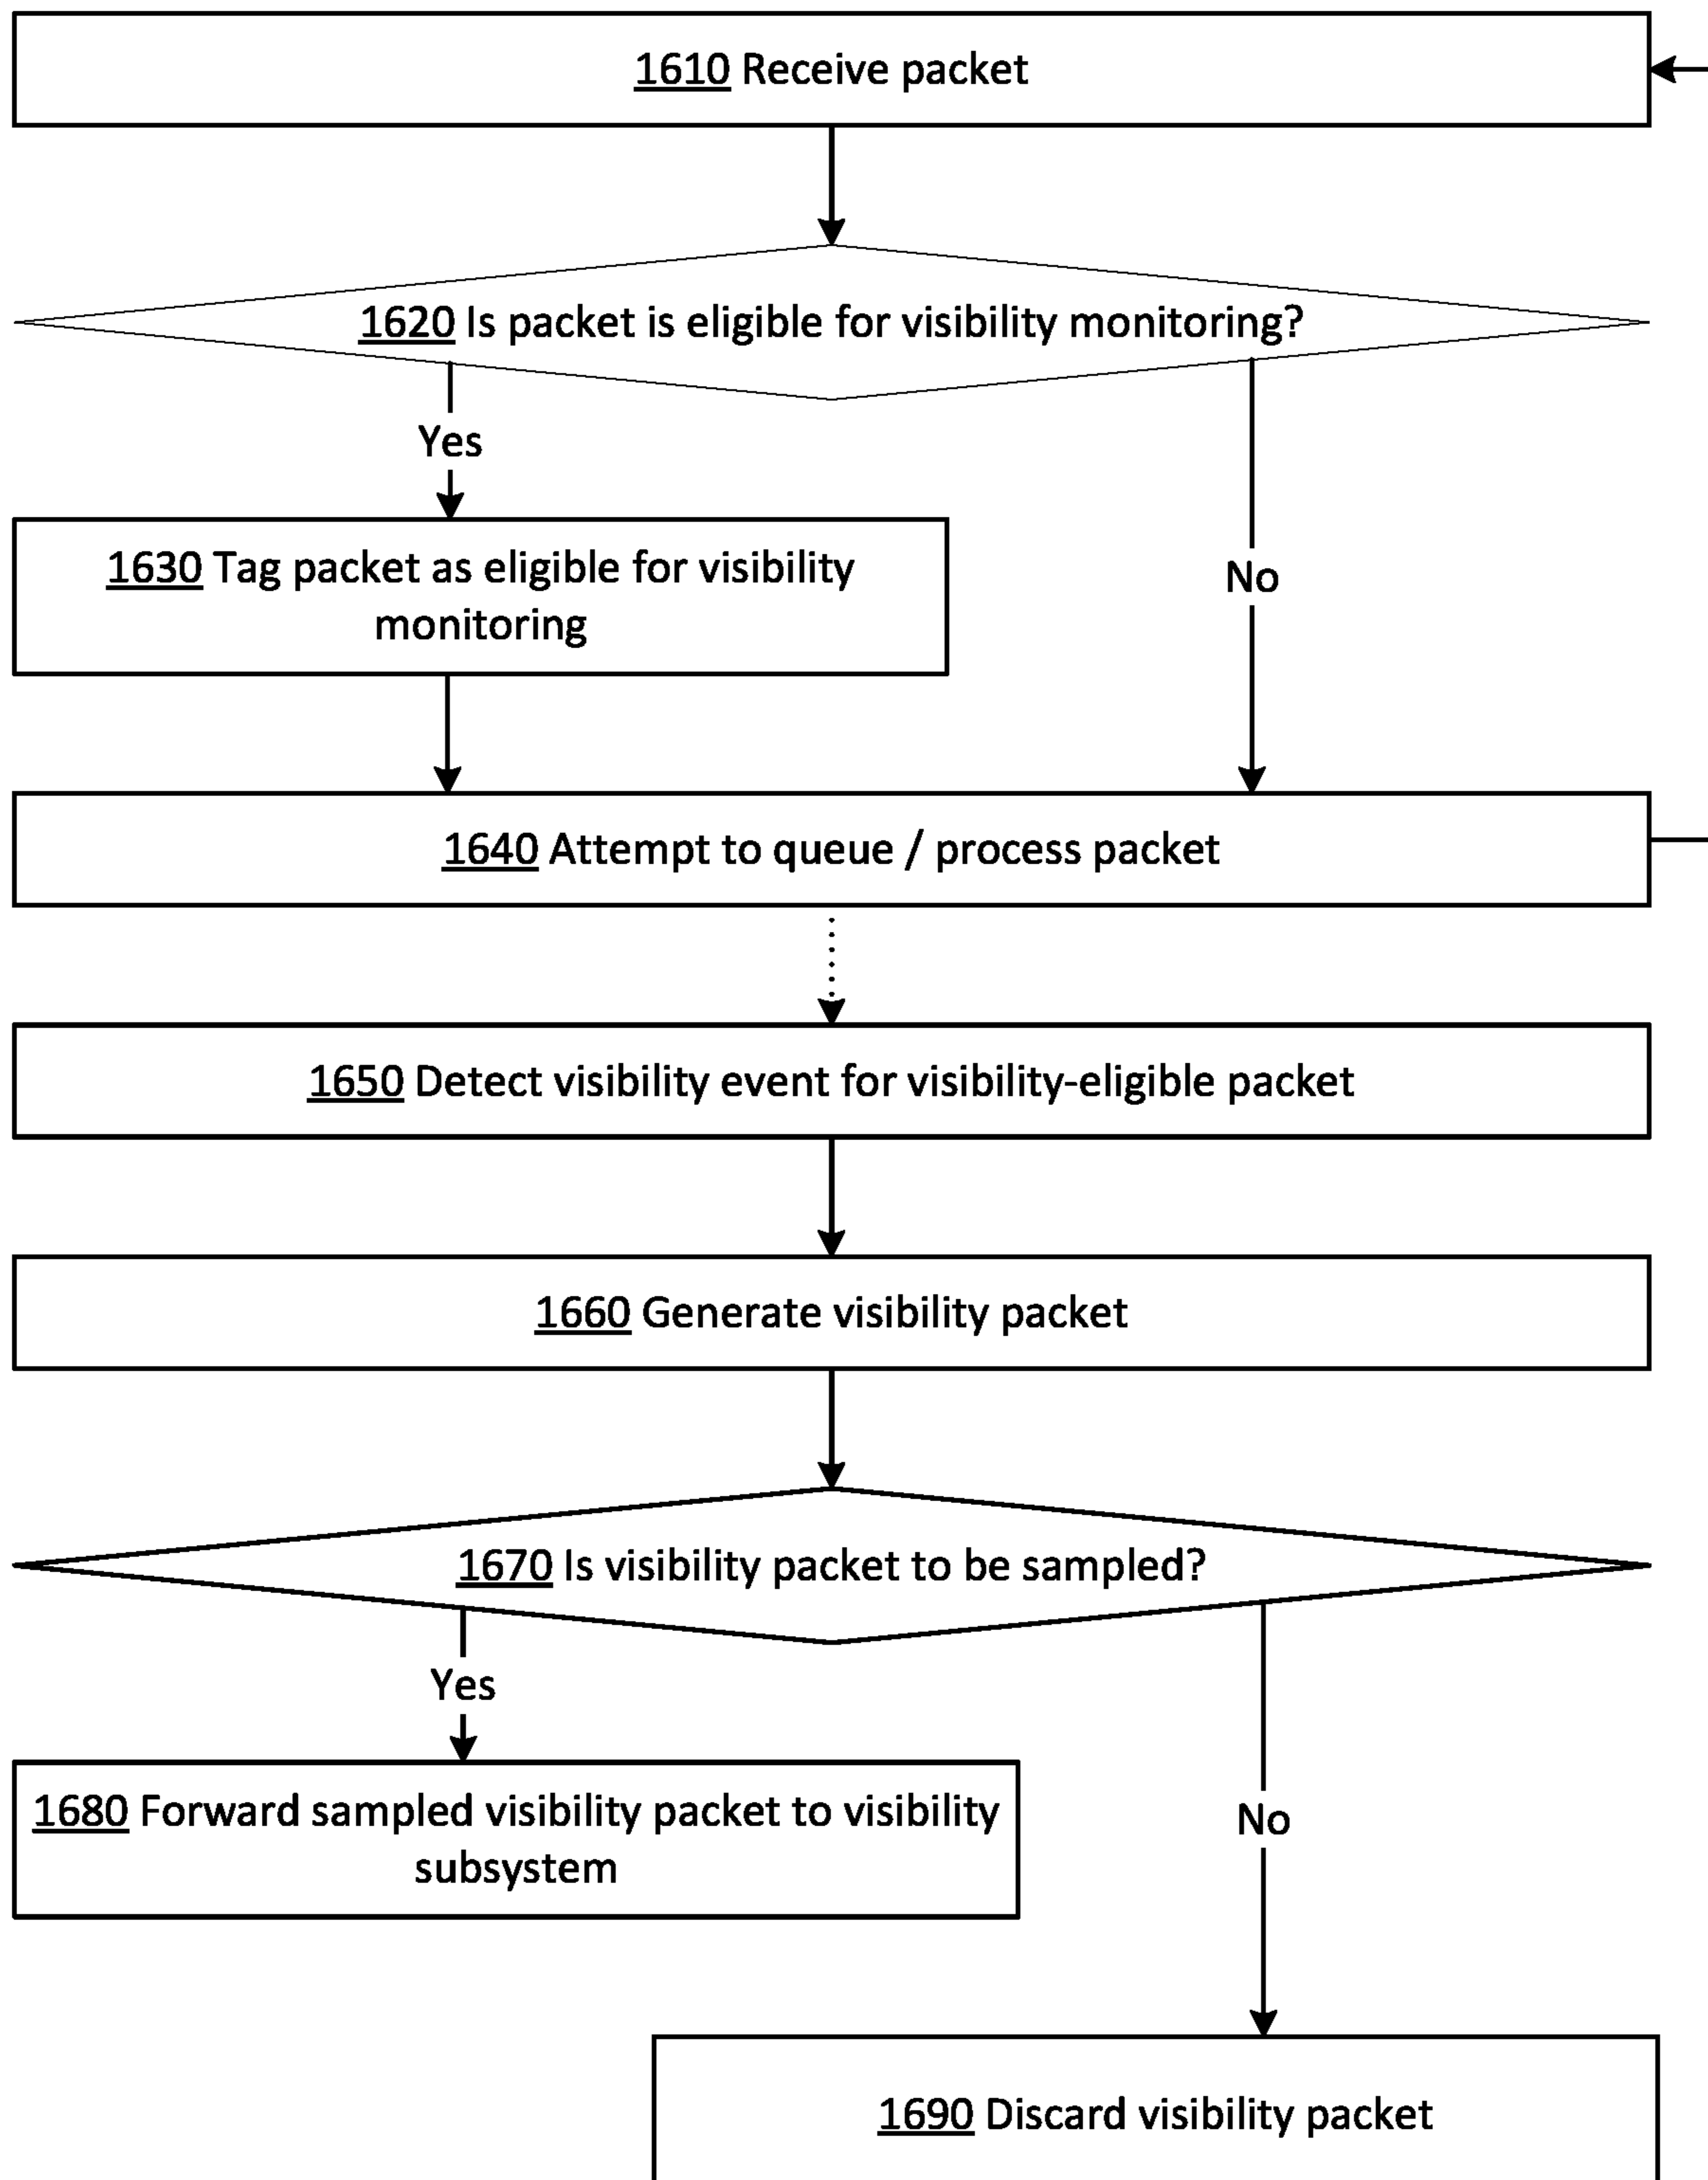 1610 Receive packet
1620 Is packet is eligible for visibility monitoring?
Yes
1630 Tag packet as eligible for visibility
monitoring
No
1640 Attempt to queue / process packet
1650 Detect visibility event for visibility-eligible packet
1660 Generate visibility packet
1670 Is visibility packet to be sampled?
Yes
1680 Forward sampled visibility packet to visibility
subsystem
No
1690 Discard visibility packet